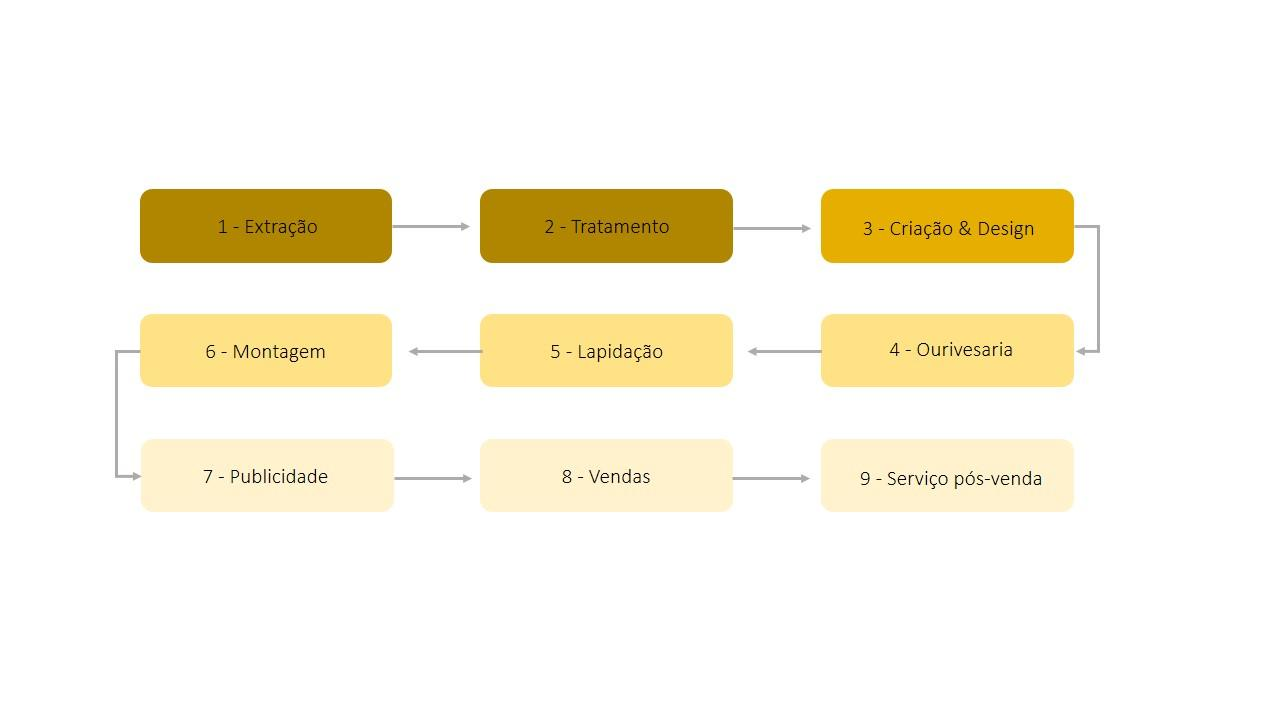 1 - Extração
2 - Tratamento
3 - Criação & Design
4 - Ourivesaria
5 - Lapidação
6 - Montagem
7 - Publicidade
8 - Vendas
9 - Serviço pós-venda